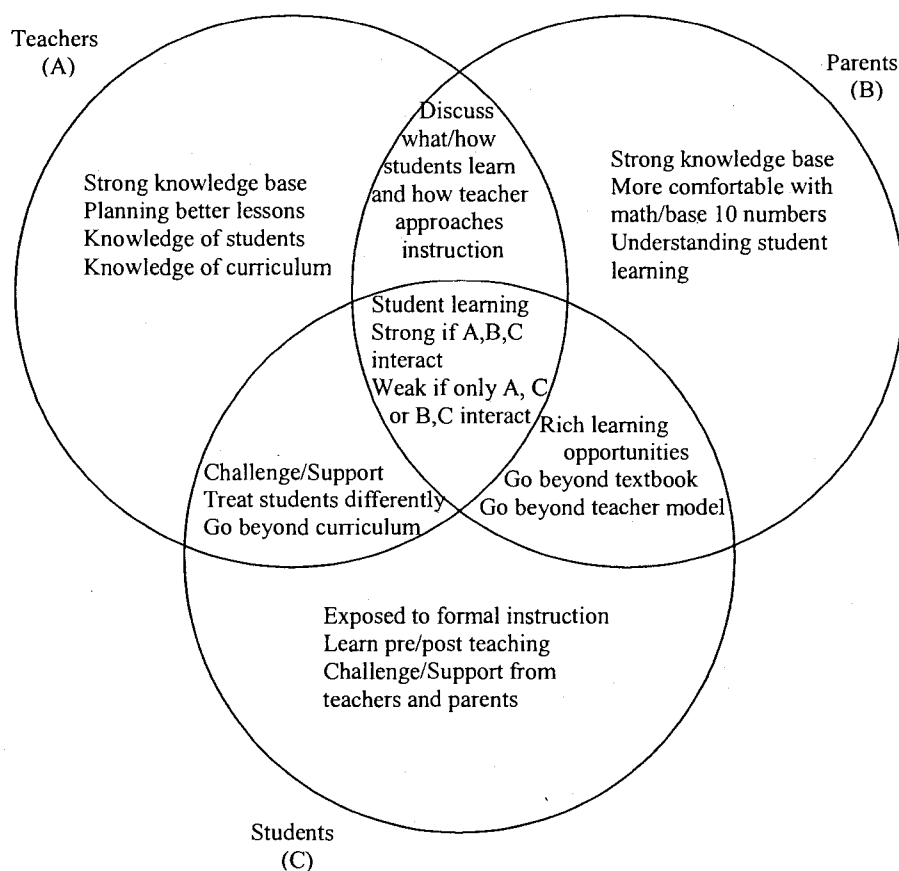 Teachers
(A)
Parents
(B)
Discuss
what/how
students learn
and how teacher
approaches
instruction
Strong knowledge base
Planning better lessons
Knowledge of students
Knowledge of curriculum
Strong knowledge base
More comfortable with
math/base 10 numbers
Understanding student
learning
Student learning
Strong if A,B,C
interact
Weak if only A, C
or B,C interact
Challenge/Support
Treat students differently
Go beyond curriculum
Rich learning
opportunities
Go beyond textbook
Go beyond teacher model
Exposed to formal instruction
Learn pre/post teaching
Challenge/Support from
teachers and parents
Students
(C)